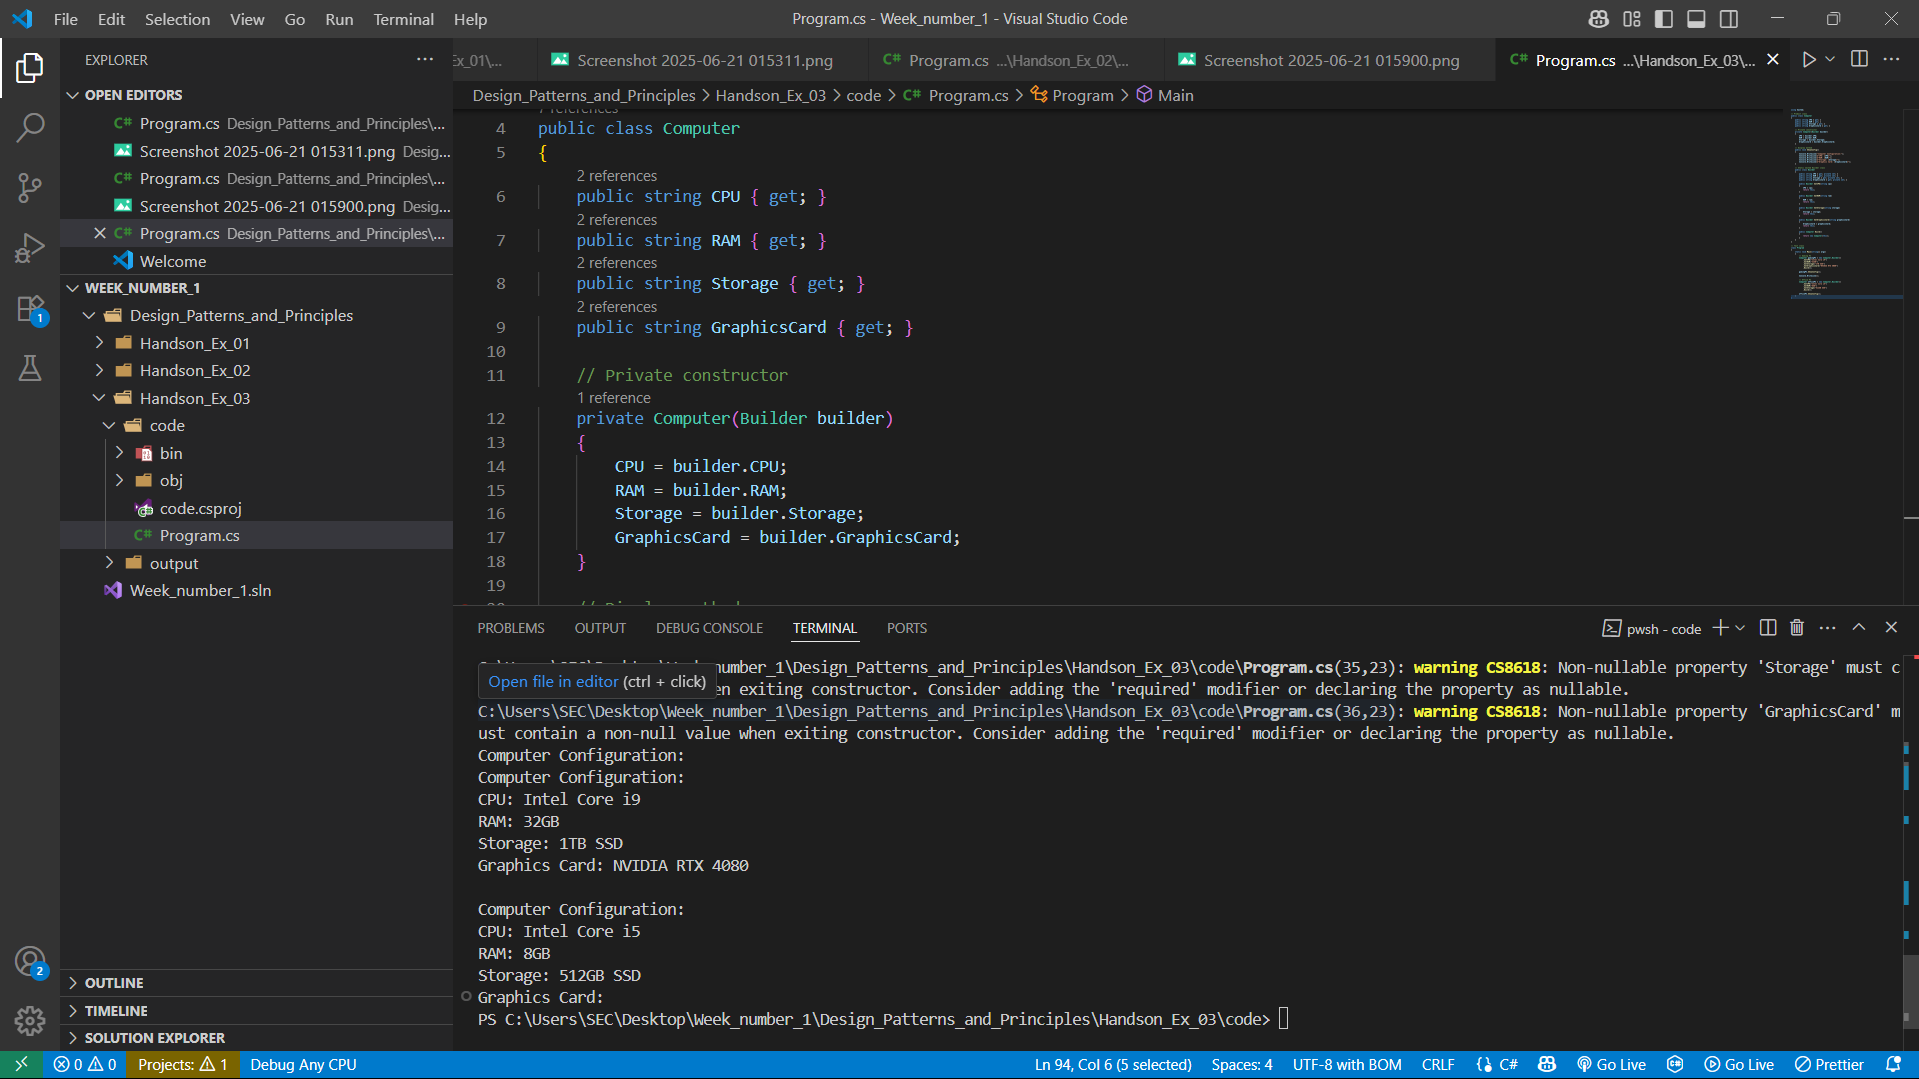 File Edit Selection View Go Run Terminal Help
Program.cs - Week_number_1 - Visual Studio Code
EXPLORER
OPEN EDITORS
Program.cs Design_Patterns_and_Principles\...
Screenshot 2025-06-21 015311.png Desig...
Program.cs Design_Patterns_and_Principles\...
Screenshot 2025-06-21 015900.png Desig...
Program.cs Design_Patterns_and_Principles\...
Welcome
WEEK_NUMBER_1
Design_Patterns_and_Principles
Handson_Ex_01
Handson_Ex_02
Handson_Ex_03
code
bin
obj
code.csproj
C# Program.cs
output
Week_number_1.sln
OUTLINE
TIMELINE
SOLUTION EXPLORER
Ex_01\...
Screenshot 2025-06-21 015311.png
C# Program.cs ...\Handson_Ex_02\...
Screenshot 2025-06-21 015900.png
C# Program.cs ...\Handson_Ex_03\...
Design_Patterns_and_Principles > Handson_Ex_03 > code > C# Program.cs > Program > Main
4 public class Computer
5 {
2 references
6 public string CPU { get; }
2 references
7 public string RAM { get; }
2 references
8 public string Storage { get; }
2 references
9 public string GraphicsCard { get; }
10
11 // Private constructor
1 reference
12 private Computer(Builder builder)
13 {
14 CPU = builder.CPU;
15 RAM = builder.RAM;
16 Storage = builder.Storage;
17 GraphicsCard = builder.GraphicsCard;
18 }
19
PROBLEMS OUTPUT DEBUG CONSOLE TERMINAL PORTS
pwsh - code
number_1\Design_Patterns_and_Principles\Handson_Ex_03\code\Program.cs(35,23): warning CS8618: Non-nullable property 'Storage' must c
Open file in editor (ctrl + click)
en exiting constructor. Consider adding the 'required' modifier or declaring the property as nullable.
C:\Users\SEC\Desktop\Week_number_1\Design_Patterns_and_Principles\Handson_Ex_03\code\Program.cs(36,23): warning CS8618: Non-nullable property 'GraphicsCard' m
ust contain a non-null value when exiting constructor. Consider adding the 'required' modifier or declaring the property as nullable.
Computer Configuration:
Computer Configuration:
CPU: Intel Core i9
RAM: 32GB
Storage: 1TB SSD
Graphics Card: NVIDIA RTX 4080
Computer Configuration:
CPU: Intel Core i5
RAM: 8GB
Storage: 512GB SSD
Graphics Card:
PS C:\Users\SEC\Desktop\Week_number_1\Design_Patterns_and_Principles\Handson_Ex_03\code>
0 0 Projects: 1 Debug Any CPU
Ln 94, Col 6 (5 selected) Spaces: 4 UTF-8 with BOM CRLF {} C# Go Live Go Live Prettier
1
2